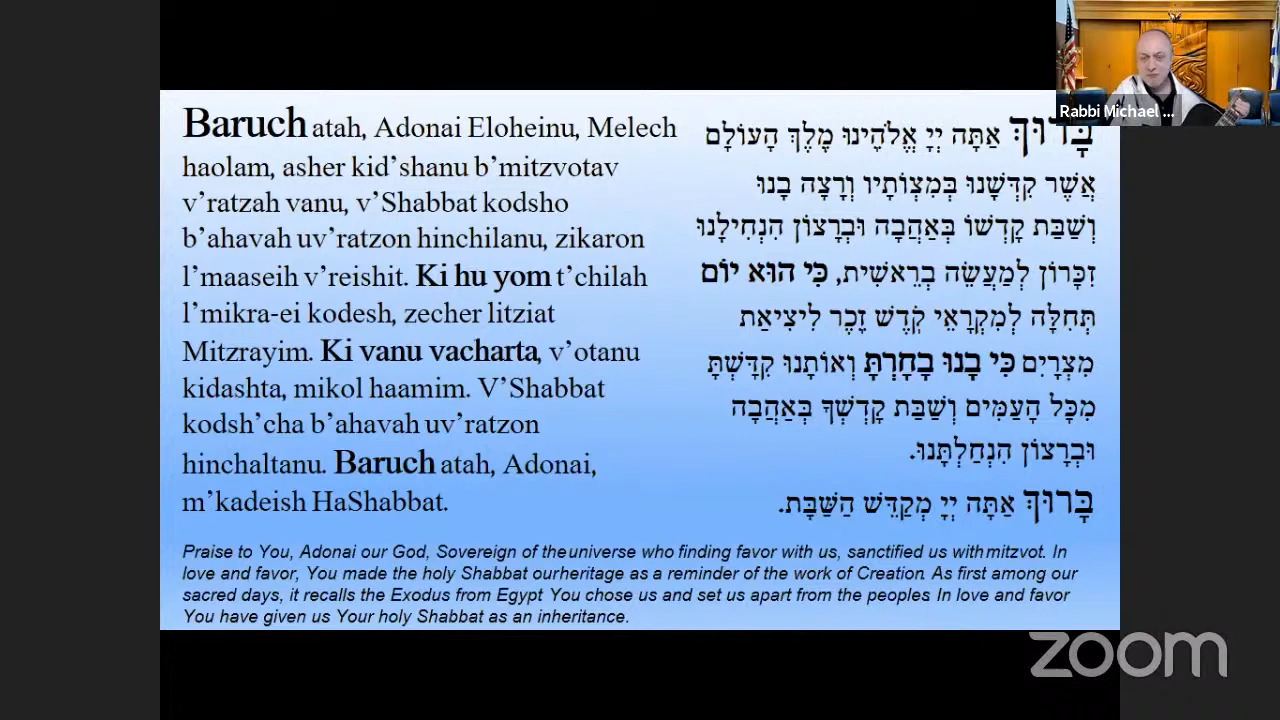 Baruch atah, Adonai Eloheinu, Melech
haolam, asher kid’shanu b’mitzvotav
v’ratzah vanu, v’Shabbat kodsho
b’ahavah uv’ratzon hinchilanu, zikaron
l’maaseih v’reishit. Ki hu yom t’chilah
l’mikra-ei kodesh, zecher litziat
Mitzrayim. Ki vanu vacharta, v’otanu
kidashta, mikol haamim. V’Shabbat
kodsh’cha b’ahavah uv’ratzon
hinchaltanu. Baruch atah, Adonai,
m’kadeish HaShabbat.
בָּרוּךְ אַתָּה יְיָ אֱלֹהֵֽינוּ מֶֽלֶךְ הָעוֹלָם
אֲשֶׁר קִדְּשָֽׁנוּ בְּמִצְוֹתָיו וְרָֽצָה בָֽנוּ
וְשַׁבַּת קָדְשׁוֹ בְּאַהֲבָה וּבְרָצוֹן הִנְחִילָֽנוּ
זִכָּרוֹן לְמַעֲשֵׂה בְרֵאשִׁית, כִּי הוּא יוֹם
תְּחִלָּה לְמִקְרָֽאֵי קֹֽדֶשׁ זֵֽכֶר לִיצִיאַת
מִצְרָֽיִם כִּי בָֽנוּ בָחַֽרְתָּ וְאוֹתָֽנוּ קִדַּֽשְׁתָּ
מִכָּל הָעַמִּים וְשַׁבַּת קָדְשְׁךָ בְּאַהֲבָה
וּבְרָצוֹן הִנְחַלְתָּֽנוּ.
בָּרוּךְ אַתָּה יְיָ מְקַדֵּשׁ הַשַּׁבָּת.
Praise to You, Adonai our God, Sovereign of the universe who finding favor with us, sanctified us with mitzvot. In
love and favor, You made the holy Shabbat our heritage as a reminder of the work of Creation. As first among our
sacred days, it recalls the Exodus from Egypt You chose us and set us apart from the peoples. In love and favor
You have given us Your holy Shabbat as an inheritance.
Rabbi Michael ...
zoom